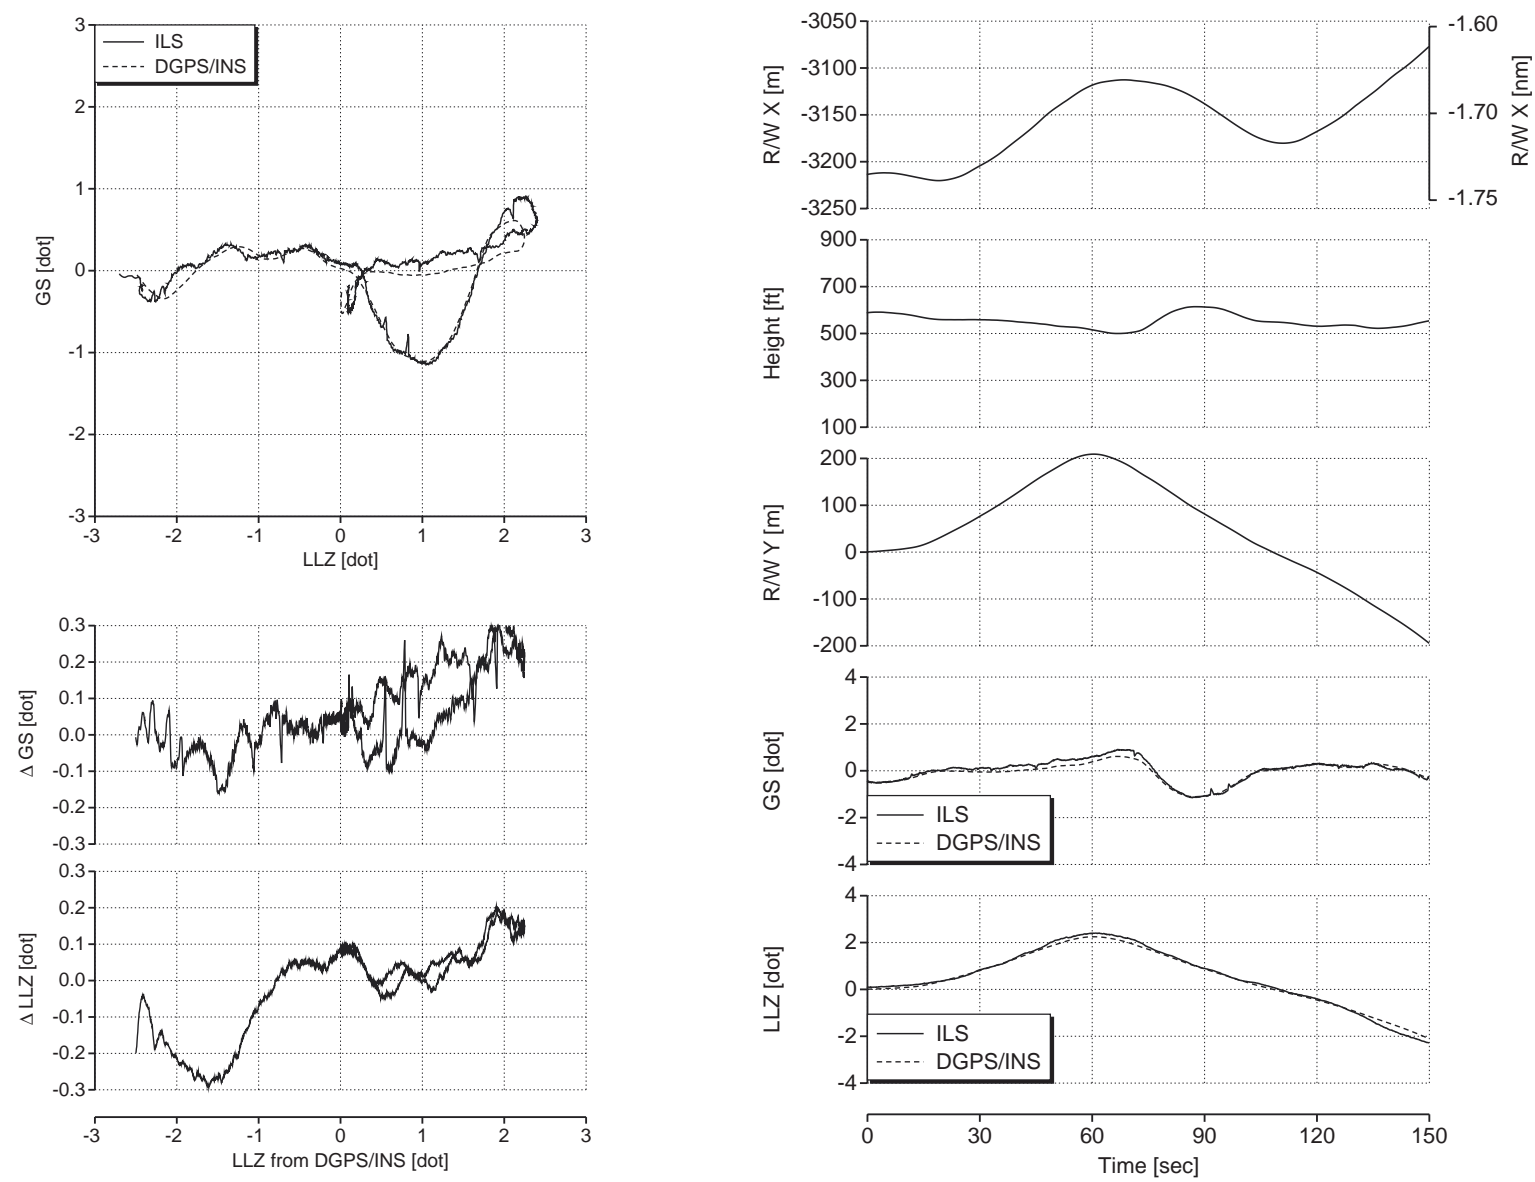 3
2
1
0
-1
-2
-3
GS [dot]
ILS
DGPS/INS
-3 -2 -1 0 1 2 3
LLZ [dot]
0.3
0.2
0.1
0.0
-0.1
-0.2
-0.3
Δ GS [dot]
0.3
0.2
0.1
0.0
-0.1
-0.2
-0.3
Δ LLZ [dot]
-3 -2 -1 0 1 2 3
LLZ from DGPS/INS [dot]
-3050
-3100
-3150
-3200
-3250
R/W X [m]
-1.60
-1.70
-1.75
R/W X [nm]
900
700
500
300
100
Height [ft]
200
100
0
-100
-200
R/W Y [m]
4
2
0
-2
-4
GS [dot]
ILS
DGPS/INS
4
2
0
-2
-4
LLZ [dot]
ILS
DGPS/INS
0 30 60 90 120 150
Time [sec]